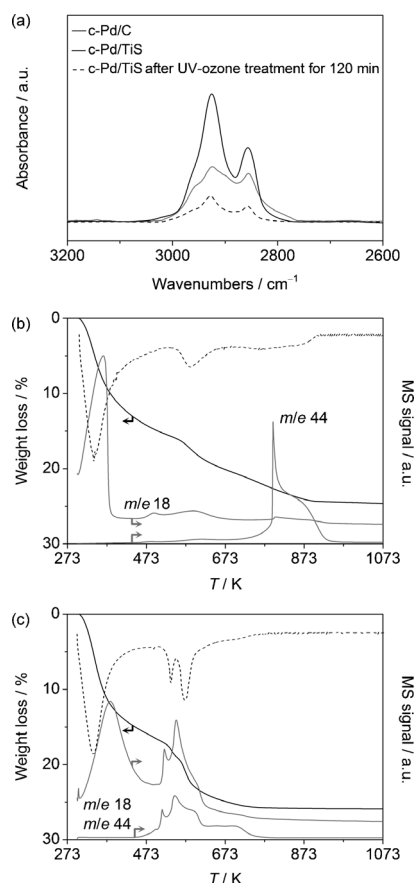 (a)
c-Pd/C
c-Pd/TiS
c-Pd/TiS after UV-ozone treatment for 120 min
Absorbance / a.u.
3200 3000 2800 2600
Wavenumbers / cm⁻¹
(b)
0
10
20
30
Weight loss / %
MS signal / a.u.
m/e 44
m/e 18
273 473 673 873 1073
T / K
(c)
0
10
20
30
Weight loss / %
MS signal / a.u.
m/e 18
m/e 44
273 473 673 873 1073
T / K